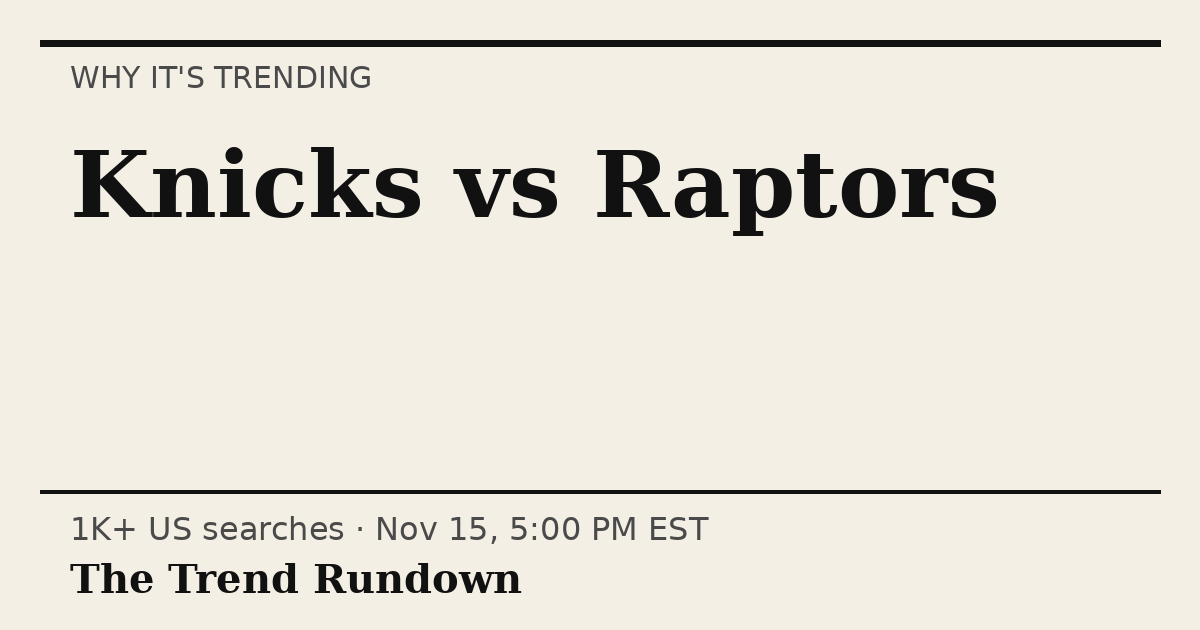 WHY IT'S TRENDING
Knicks vs Raptors
1K+ US searches · Nov 15, 5:00 PM EST
The Trend Rundown